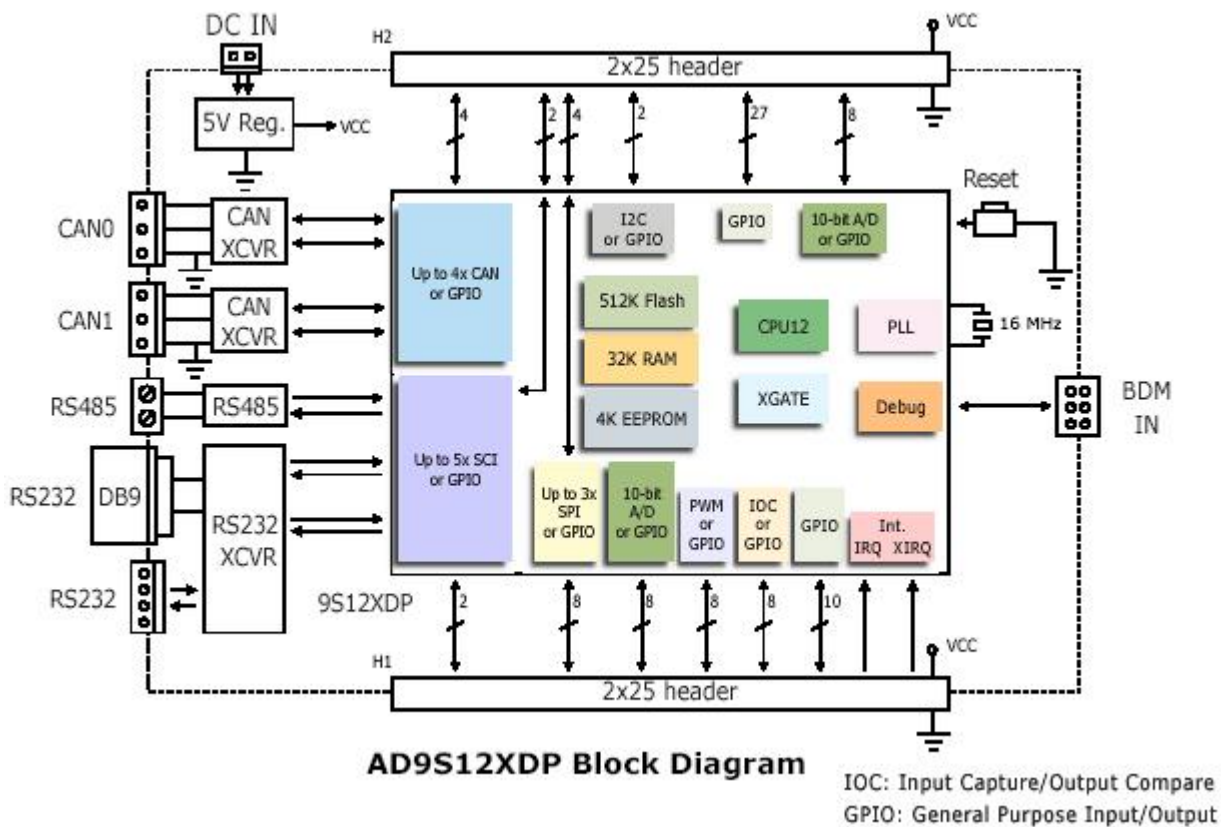 DC IN
H2
VCC
2x25 header
5V Reg.
VCC
4
2
4
2
27
8
Reset
CAN0
CAN
XCVR
Up to 4x CAN
or GPIO
I2C
or GPIO
GPIO
10-bit A/D
or GPIO
CAN1
CAN
XCVR
512K Flash
CPU12
PLL
16 MHz
32K RAM
RS485
RS485
4K EEPROM
XGATE
Debug
BDM
IN
RS232
DB9
RS232
XCVR
Up to 5x SCI
or GPIO
Up to 3x
SPI
or GPIO
10-bit
A/D
or GPIO
PWM
or
GPIO
IOC
or
GPIO
GPIO
Int.
IRQ XIRQ
RS232
9S12XDP
2
8
8
8
8
10
H1
VCC
2x25 header
AD9S12XDP Block Diagram
IOC: Input Capture/Output Compare
GPIO: General Purpose Input/Output